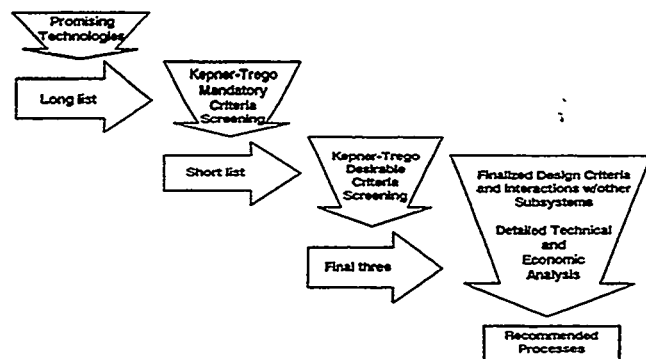 Promising
Technologies
Long list
Kepner-Trego
Mandatory
Criteria
Screening
Short list
Kepner-Trego
Desirable
Criteria
Screening
Final three
Finalized Design Criteria
and Interactions w/other
Subsystems
Detailed Technical
and
Economic
Analysis
Recommended
Processes